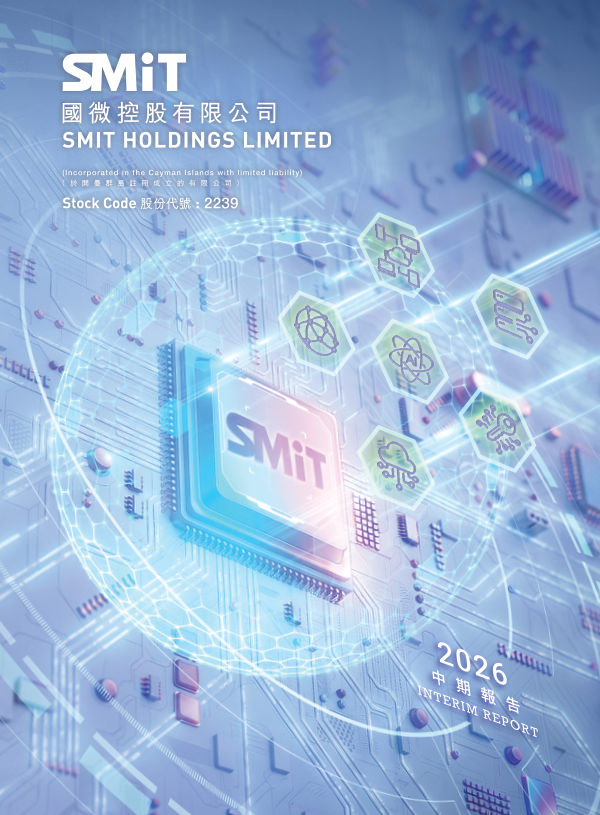 SMiT
國微控股有限公司
SMIT HOLDINGS LIMITED
(Incorporated in the Cayman Islands with limited liability)
(於開曼群島註冊成立的有限公司)
Stock Code 股份代號 : 2239
SMiT
2026
中期報告
INTERIM REPORT